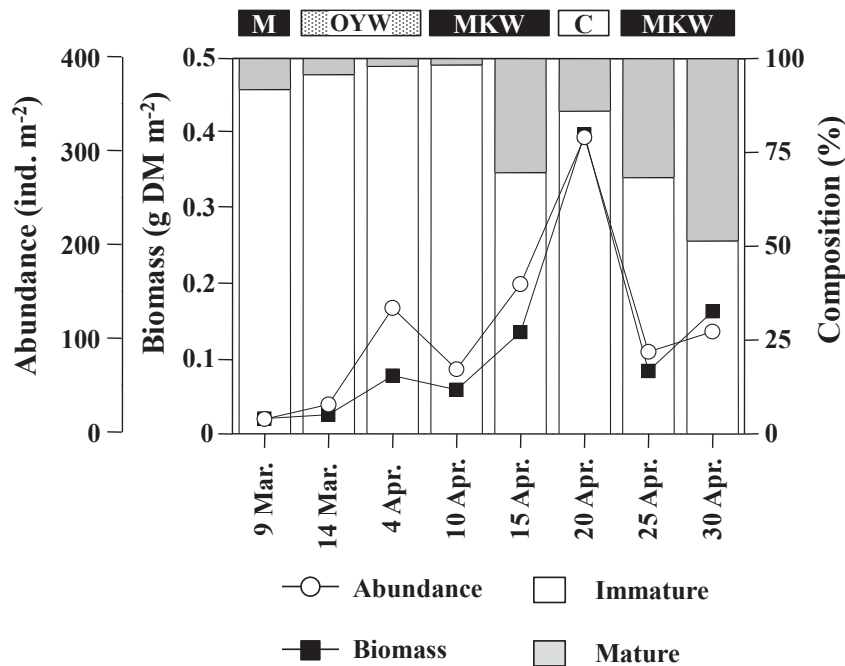 M OYW MKW C MKW
Abundance (ind. m⁻²)
400
300
200
100
0
Biomass (g DM m⁻²)
0.5
0.4
0.3
0.2
0.1
0
100
75
50
25
0
Composition (%)
9 Mar.
14 Mar.
4 Apr.
10 Apr.
15 Apr.
20 Apr.
25 Apr.
30 Apr.
Abundance
Immature
Biomass
Mature